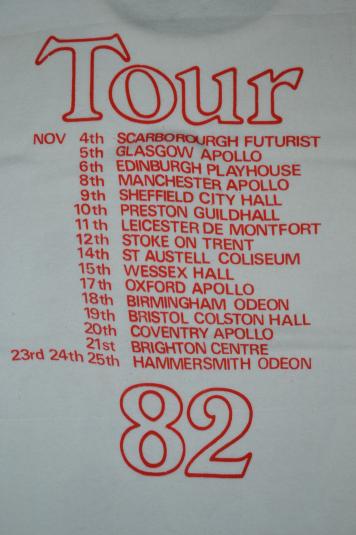 Tour
NOV 4th SCARBOROURGH FUTURIST
5th GLASGOW APOLLO
6th EDINBURGH PLAYHOUSE
8th MANCHESTER APOLLO
9th SHEFFIELD CITY HALL
10th PRESTON GUILDHALL
11th LEICESTER DE MONTFORT
12th STOKE ON TRENT
14th ST AUSTELL COLISEUM
15th WESSEX HALL
17th OXFORD APOLLO
18th BIRMINGHAM ODEON
19th BRISTOL COLSTON HALL
20th COVENTRY APOLLO
21st BRIGHTON CENTRE
23rd 24th 25th HAMMERSMITH ODEON
82